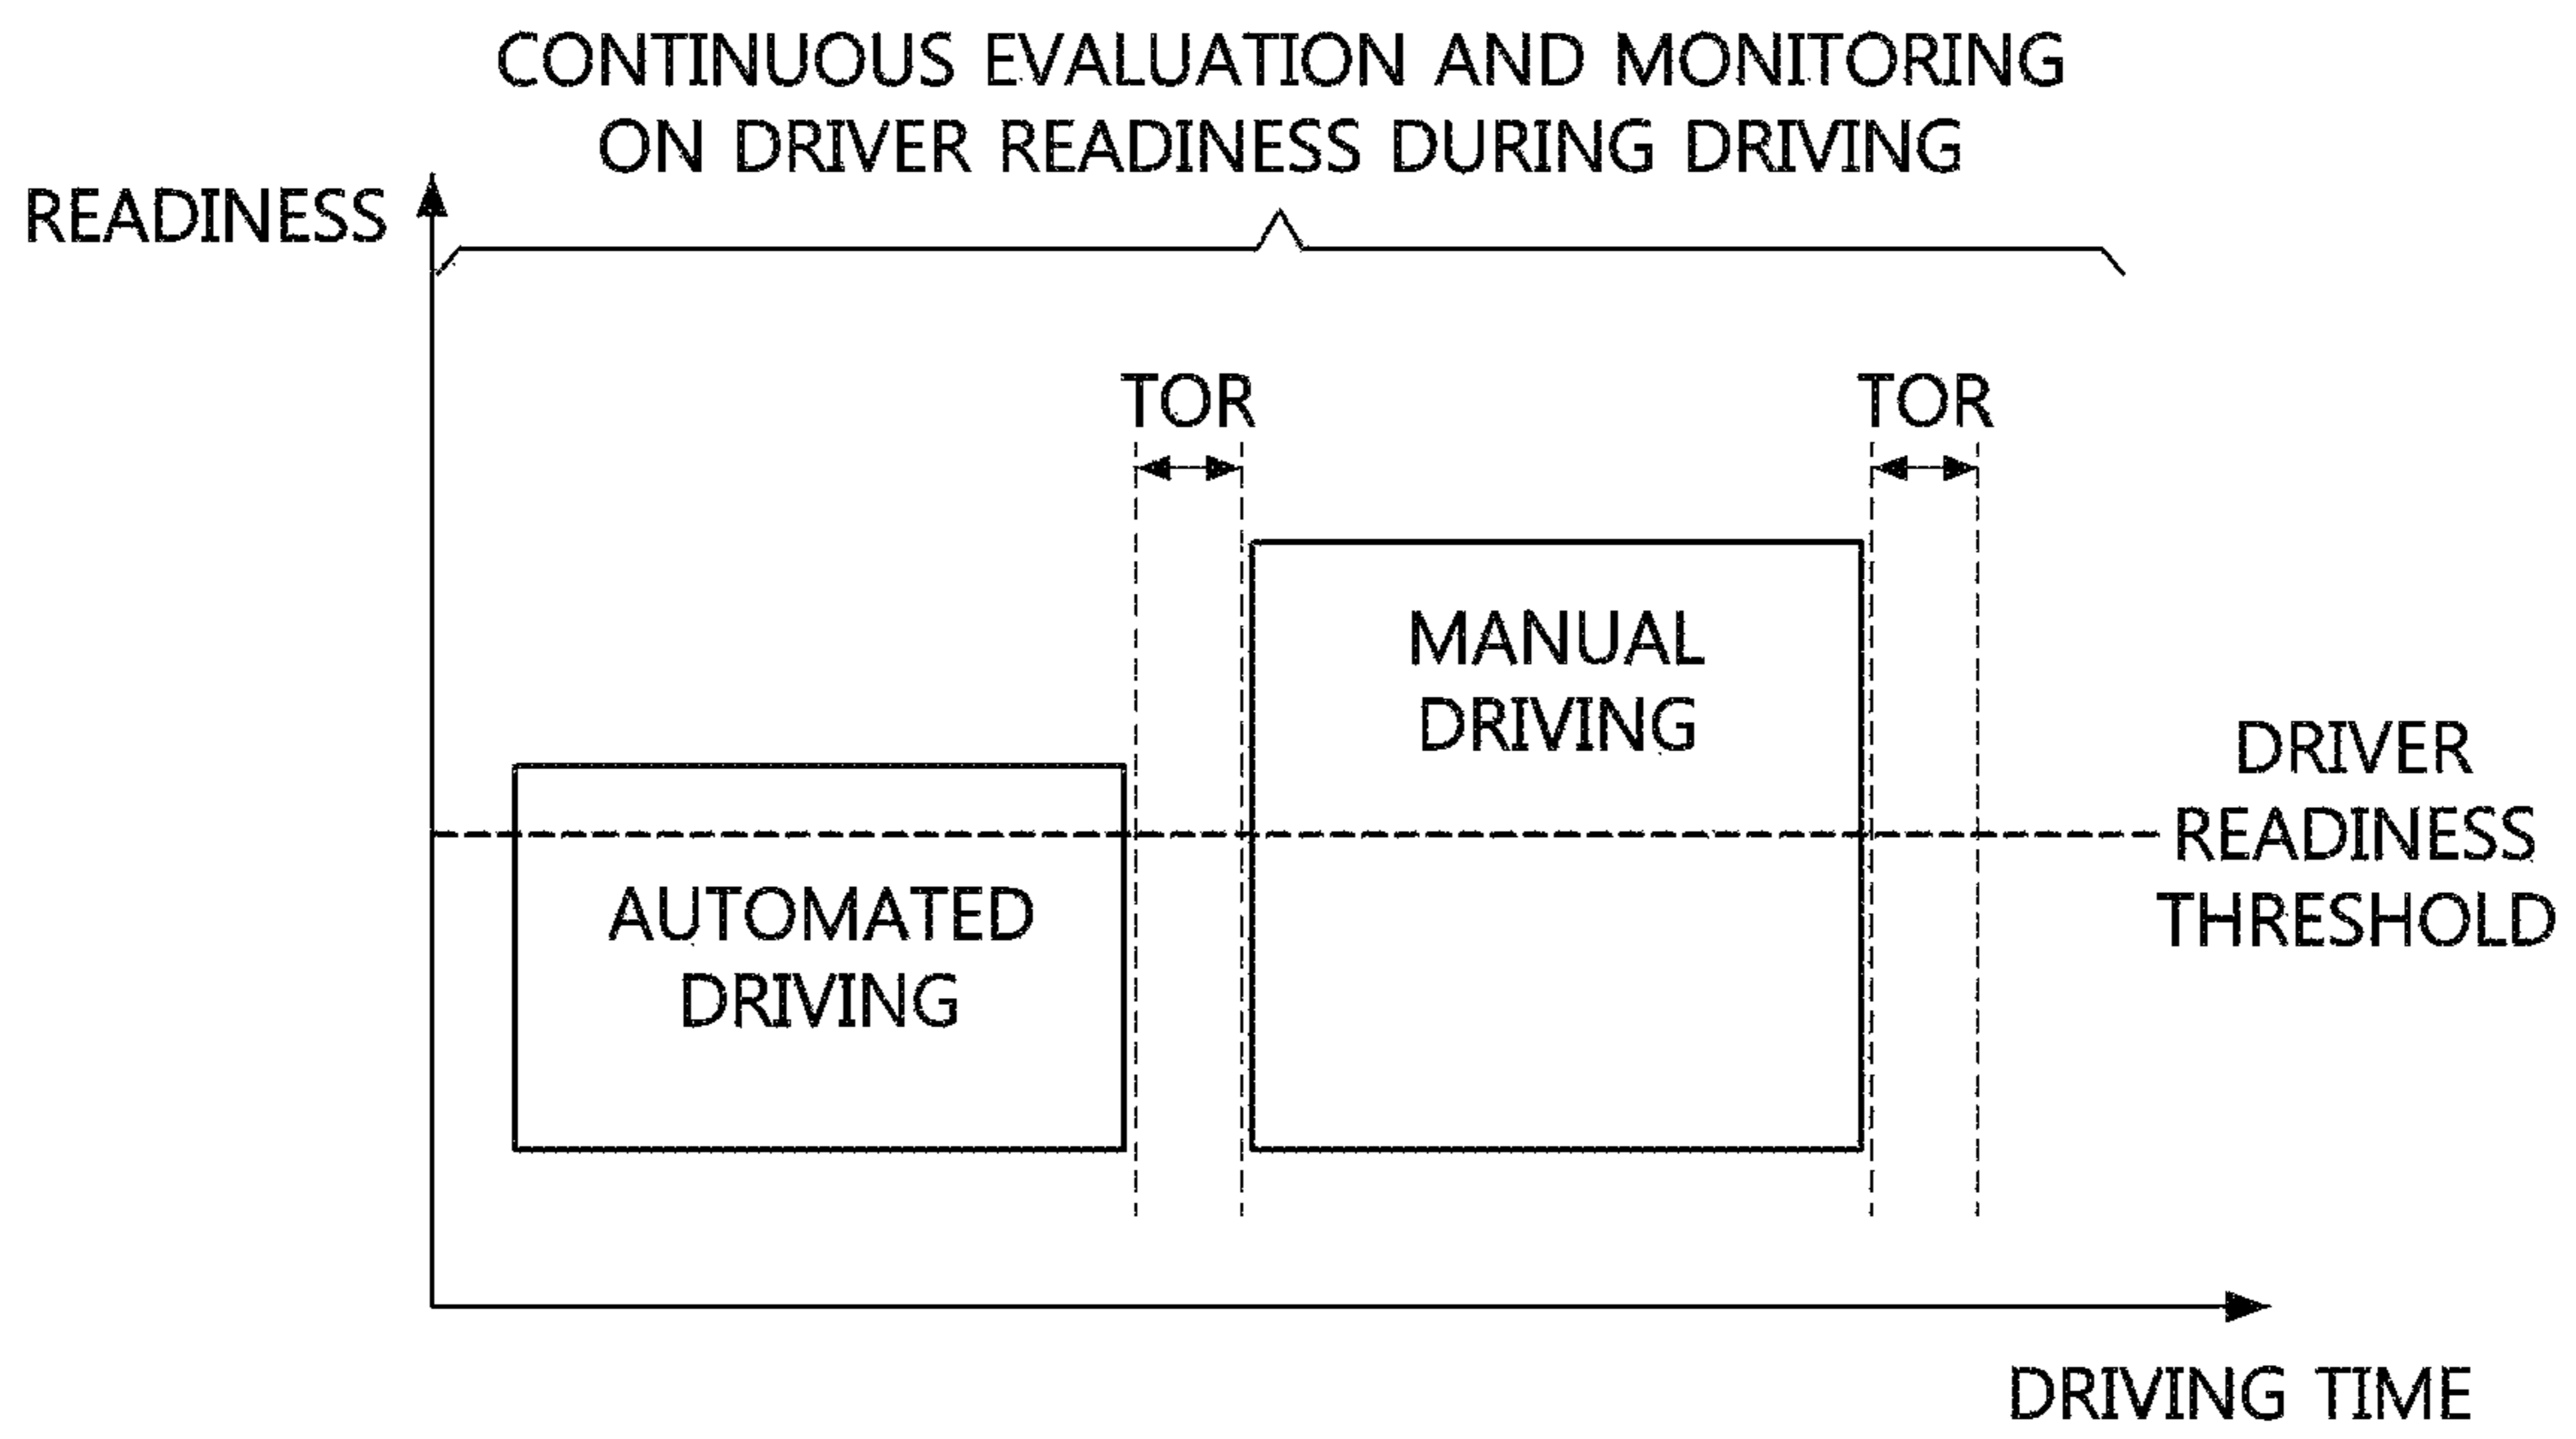 CONTINUOUS EVALUATION AND MONITORING
ON DRIVER READINESS DURING DRIVING
READINESS
TOR
TOR
MANUAL
DRIVING
AUTOMATED
DRIVING
DRIVER
READINESS
THRESHOLD
DRIVING TIME